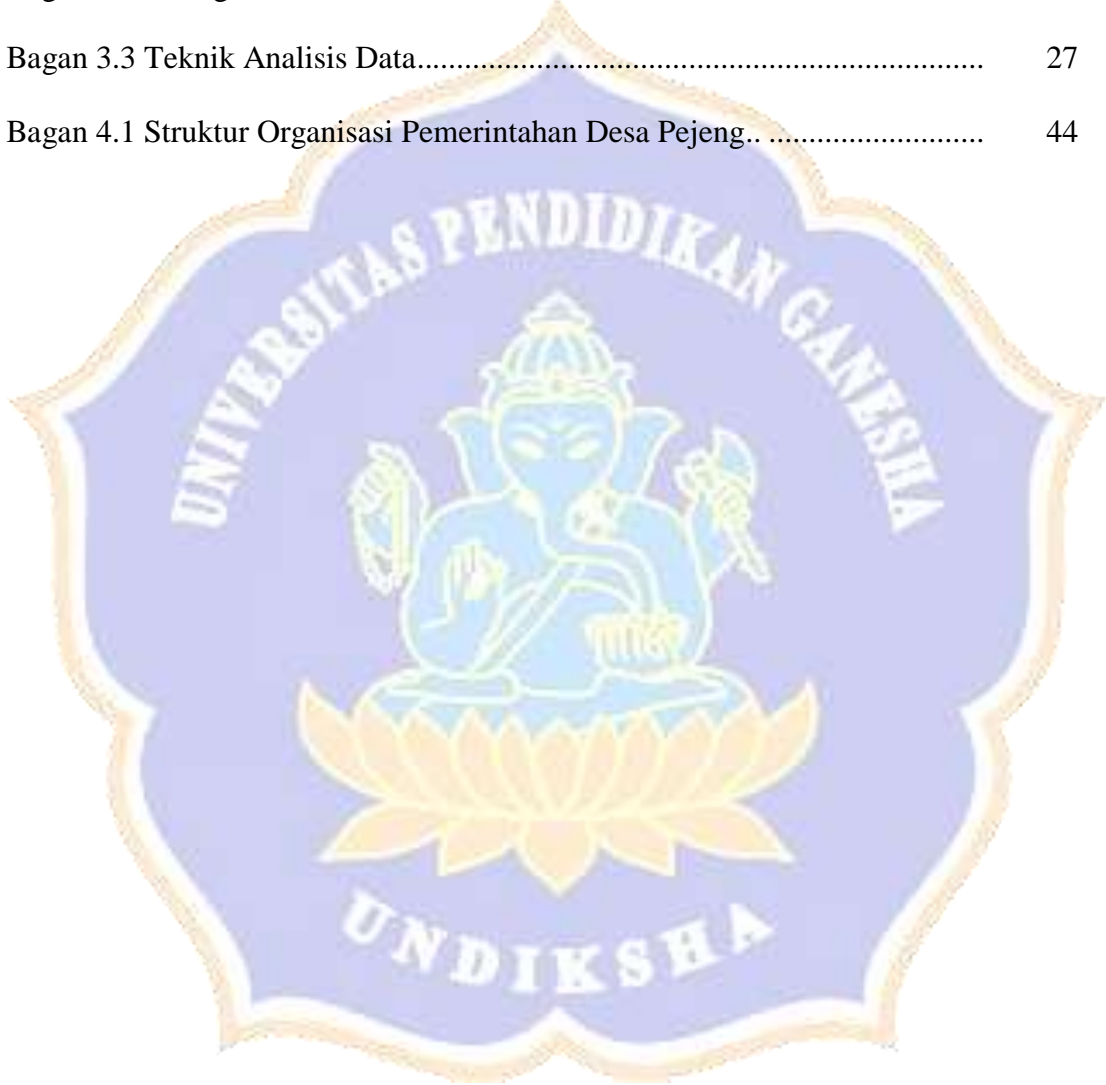 Bagan 3.3 Teknik Analisis Data......................................................................... 27
Bagan 4.1 Struktur Organisasi Pemerintahan Desa Pejeng.. ............................ 44
UNIVERSITAS PENDIDIKAN GANESHA
UNDIKSHA